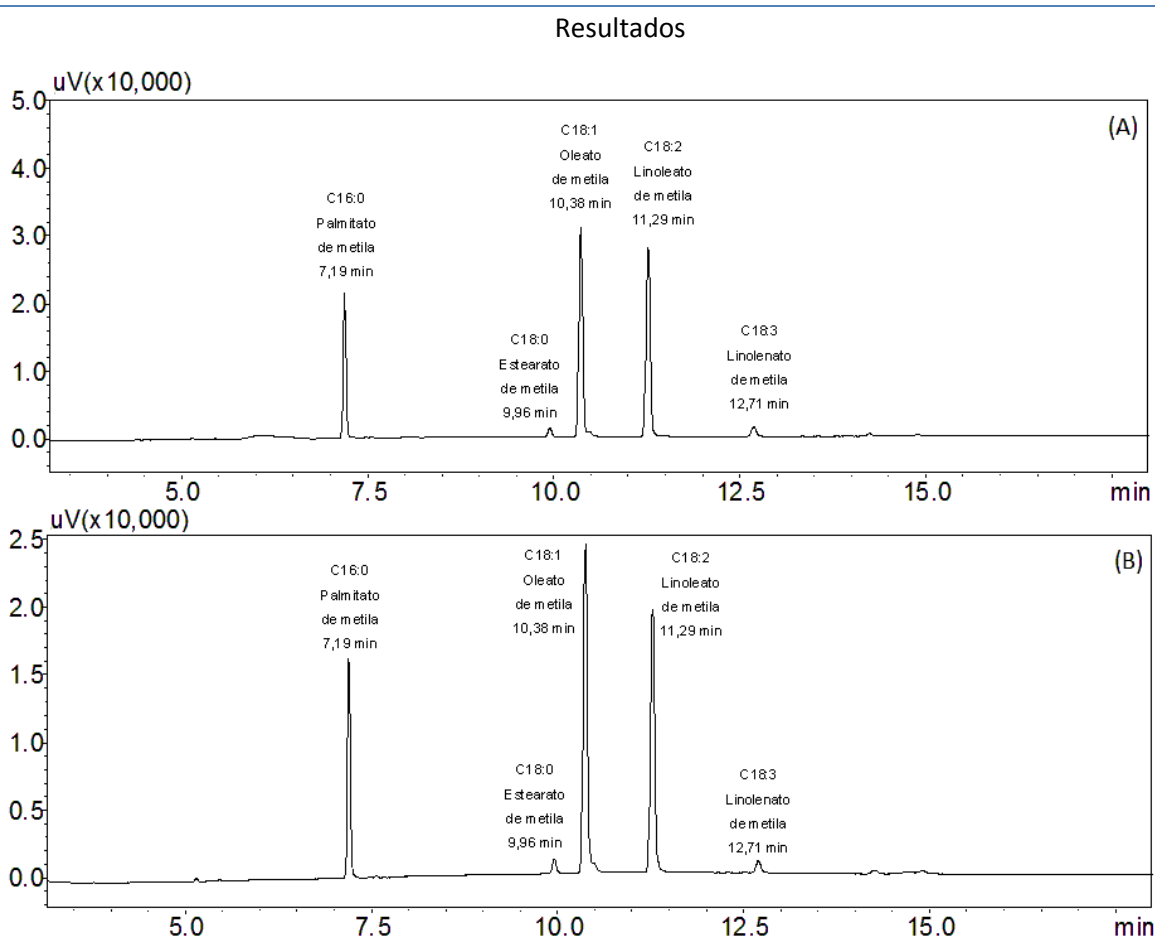 Resultados
uV(x10,000)
5.0
4.0
3.0
2.0
1.0
0.0
(A)
C16:0
Palmitato
de metila
7,19 min
C18:0
Estearato
de metila
9,96 min
C18:1
Oleato
de metila
10,38 min
C18:2
Linoleato
de metila
11,29 min
C18:3
Linolenato
de metila
12,71 min
5.0 7.5 10.0 12.5 15.0 min
uV(x10,000)
2.5
2.0
1.5
1.0
0.5
0.0
(B)
C16:0
Palmitato
de metila
7,19 min
C18:0
Estearato
de metila
9,96 min
C18:1
Oleato
de metila
10,38 min
C18:2
Linoleato
de metila
11,29 min
C18:3
Linolenato
de metila
12,71 min
5.0 7.5 10.0 12.5 15.0 min